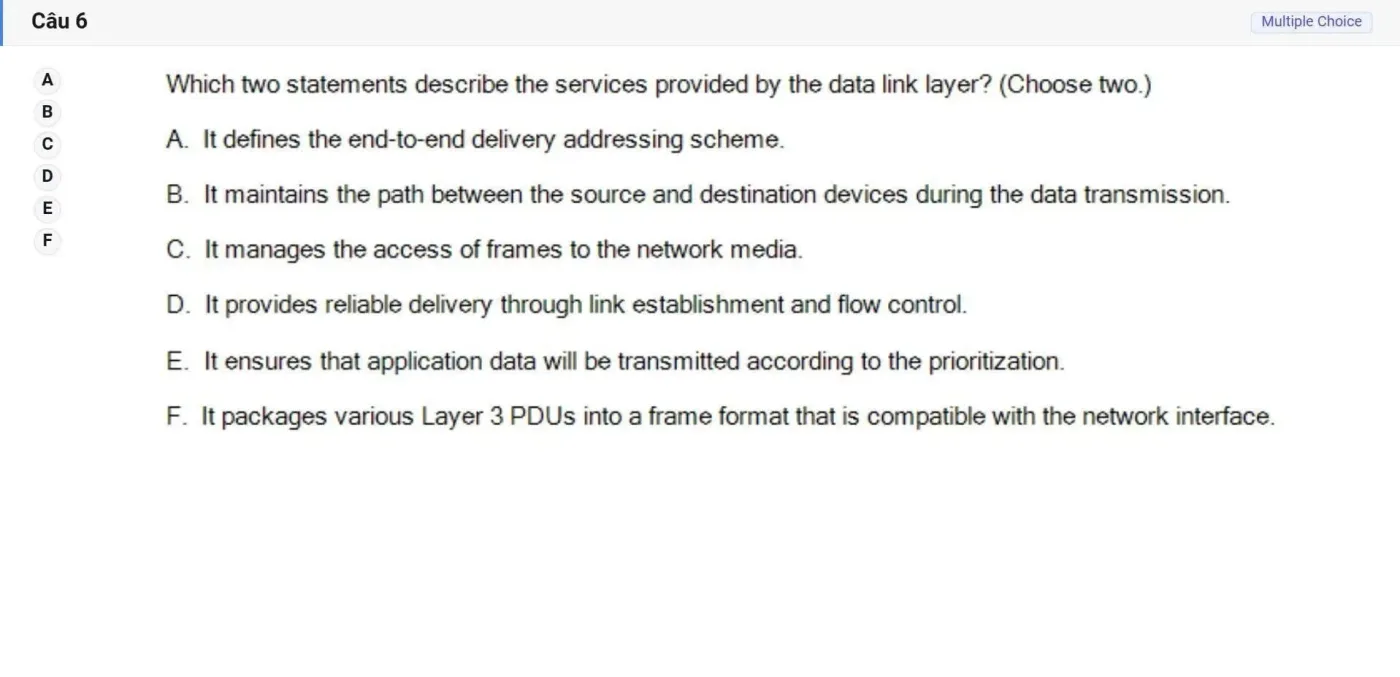 Câu 6
Multiple Choice
A
B
C
D
E
F
Which two statements describe the services provided by the data link layer? (Choose two.)
A. It defines the end-to-end delivery addressing scheme.
B. It maintains the path between the source and destination devices during the data transmission.
C. It manages the access of frames to the network media.
D. It provides reliable delivery through link establishment and flow control.
E. It ensures that application data will be transmitted according to the prioritization.
F. It packages various Layer 3 PDUs into a frame format that is compatible with the network interface.